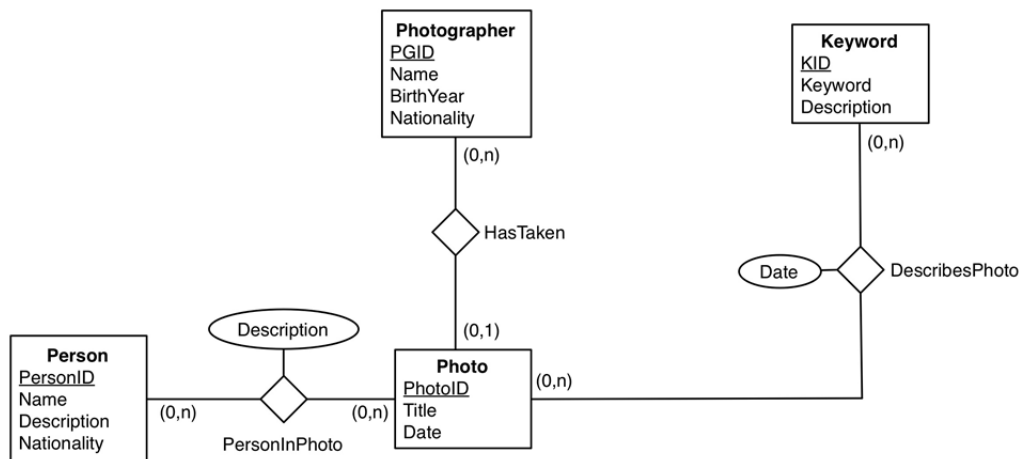 Photographer
PGID
Name
BirthYear
Nationality
(0,n)
HasTaken
(0,1)
Keyword
KID
Keyword
Description
(0,n)
Date
DescribesPhoto
Description
Person
PersonID
Name
Description
Nationality
(0,n)
PersonInPhoto
(0,n)
Photo
PhotoID
Title
Date
(0,n)